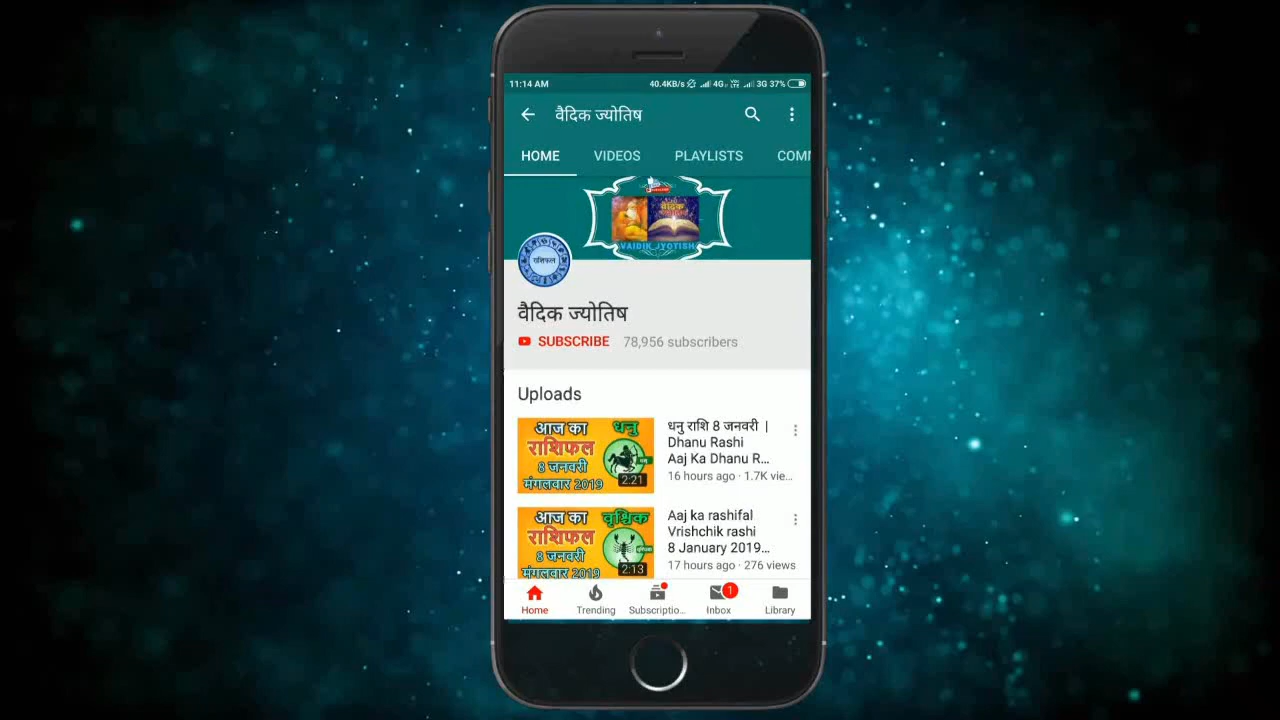 11:14 AM 40.4KB/s 4G 3G 37%
वैदिक ज्योतिष
HOME VIDEOS PLAYLISTS COMM
वैदिक
VAIDIK JYOTISH
राशिफल
वैदिक ज्योतिष
SUBSCRIBE 78,956 subscribers
Uploads
आज का धनु
राशिफल
8 जनवरी
मंगलवार 2019
2:21
धनु राशि 8 जनवरी |
Dhanu Rashi
Aaj Ka Dhanu R...
16 hours ago · 1.7K vie...
आज का वृश्चिक
राशिफल
8 जनवरी
मंगलवार 2019
2:13
Aaj ka rashifal
Vrishchik rashi
8 January 2019...
17 hours ago · 276 views
1
Home Trending Subscriptio... Inbox Library